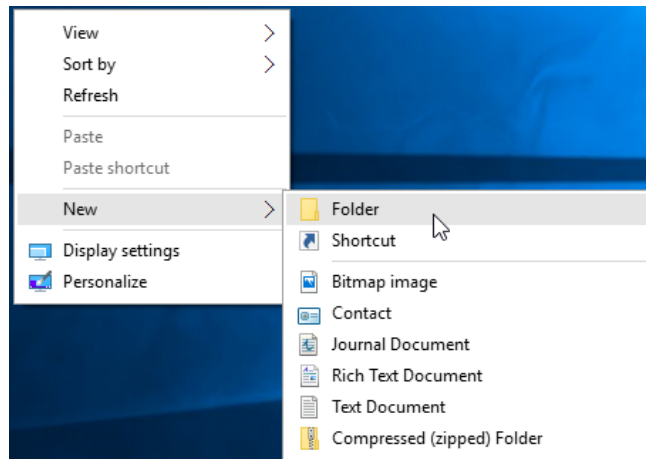 View
Sort by
Refresh
Paste
Paste shortcut
New
Display settings
Personalize
Folder
Shortcut
Bitmap image
Contact
Journal Document
Rich Text Document
Text Document
Compressed (zipped) Folder